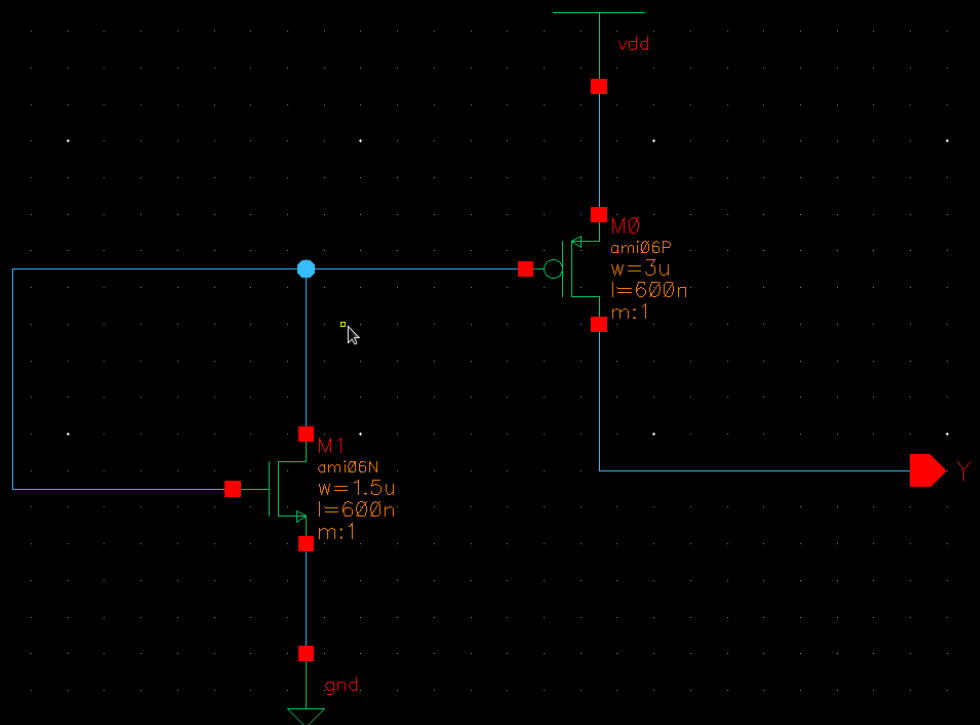 vdd
M0
ami06P
w=3u
l=600n
m:1
M1
ami06N
w=1.5u
l=600n
m:1
Y
gnd